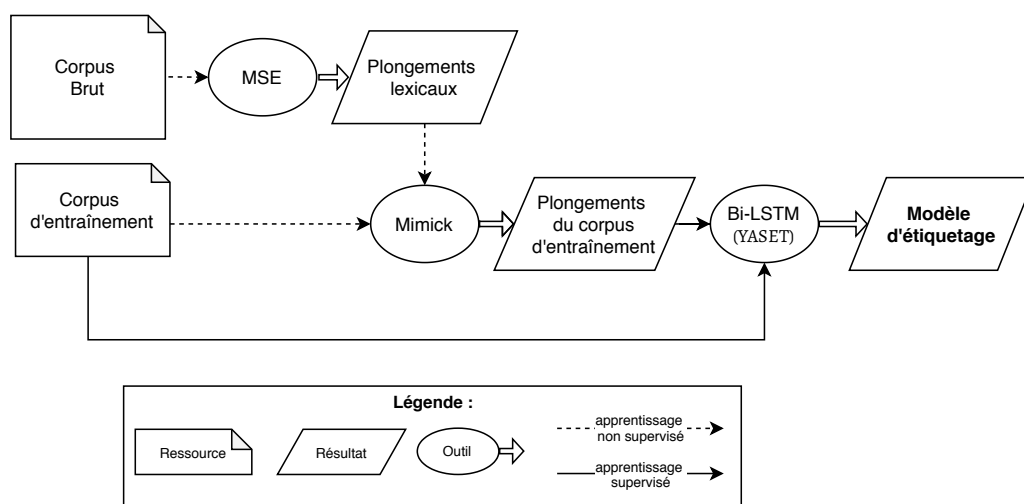 Corpus
Brut
MSE
Plongements
lexicaux
Corpus
d'entraînement
Mimick
Plongements
du corpus
d'entraînement
Bi-LSTM
(YASET)
Modèle
d'étiquetage
Légende :
Ressource
Résultat
Outil
apprentissage
non supervisé
apprentissage
supervisé